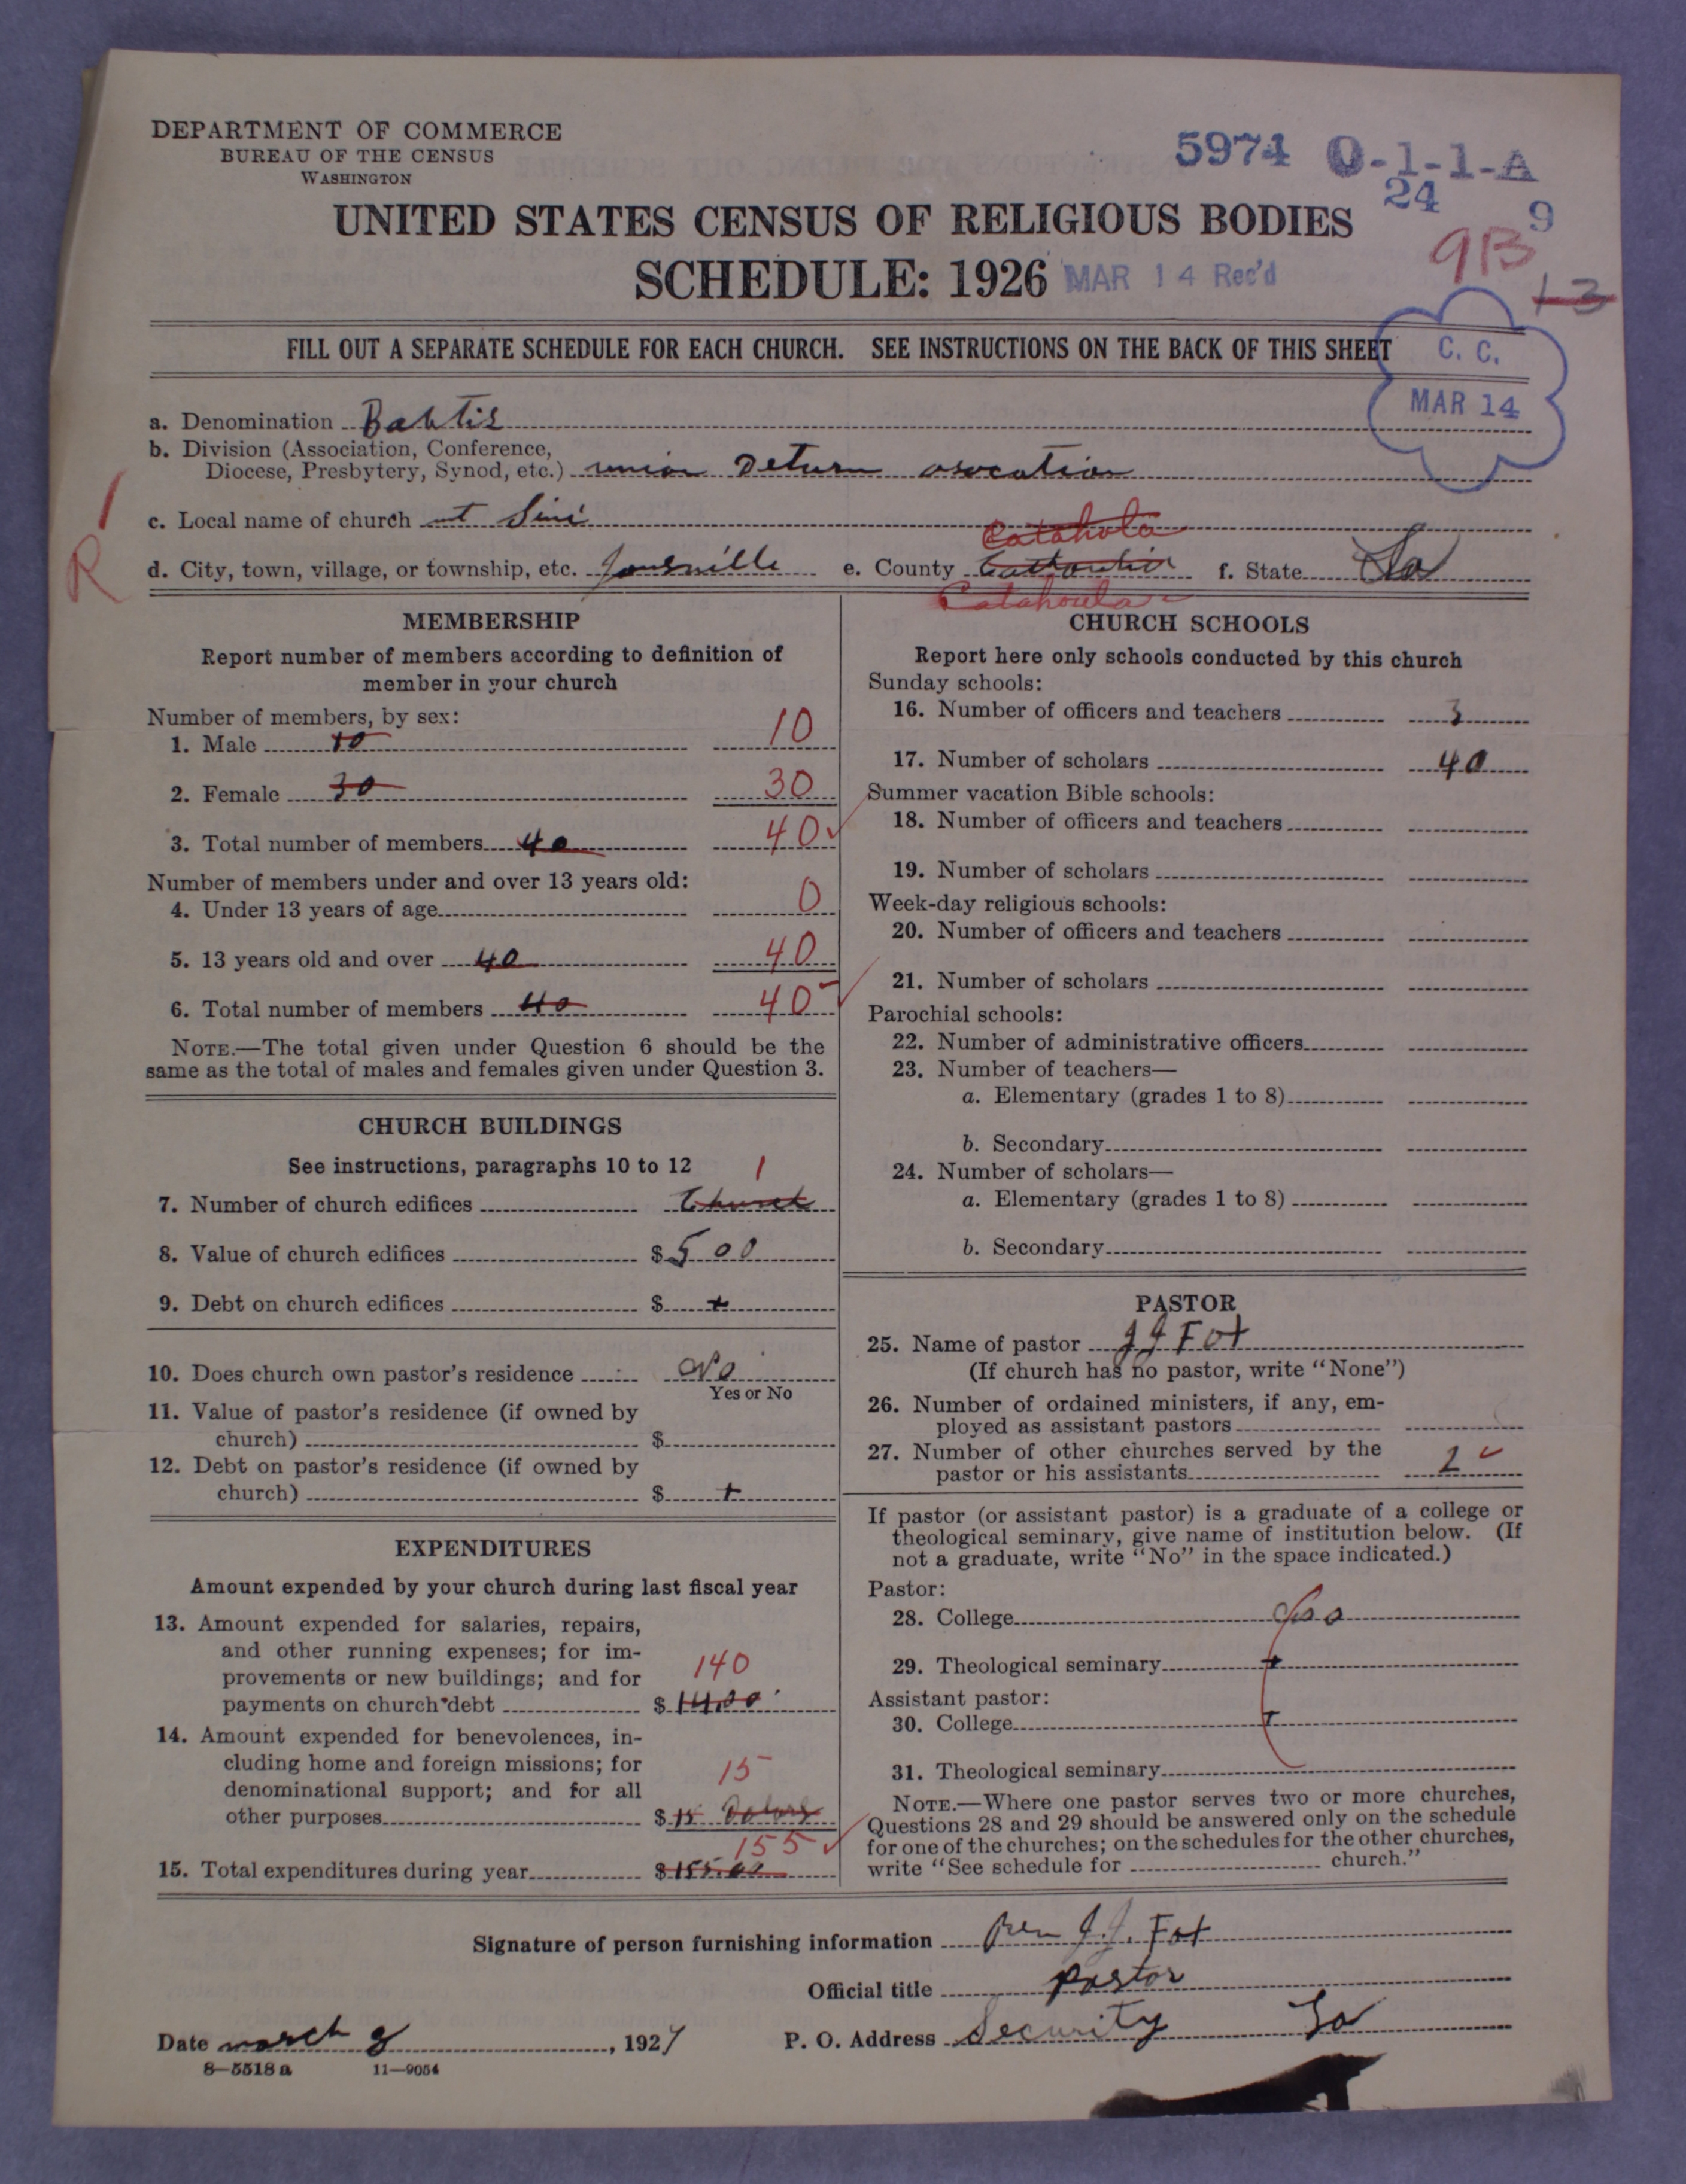 DEPARTMENT OF COMMERCE
BUREAU OF THE CENSUS
WASHINGTON
5974 0-1-1-A
24 9
UNITED STATES CENSUS OF RELIGIOUS BODIES
9B
SCHEDULE: 1926 MAR 14 Rec'd
13
FILL OUT A SEPARATE SCHEDULE FOR EACH CHURCH. SEE INSTRUCTIONS ON THE BACK OF THIS SHEET
C. C.
MAR 14
a. Denomination Babtis
b. Division (Association, Conference,
Diocese, Presbytery, Synod, etc.) union
c. Local name of church
Catahola
d. City, town, village, or township, etc. Jonesville e. County f. State La
Catahoula
R
MEMBERSHIP
Report number of members according to definition of
member in your church
Number of members, by sex:
1. Male 10 10
2. Female 30 30
3. Total number of members 40 40
Number of members under and over 13 years old:
4. Under 13 years of age 0
5. 13 years old and over 40 40
6. Total number of members 40 40
NOTE.—The total given under Question 6 should be the
same as the total of males and females given under Question 3.
CHURCH BUILDINGS
See instructions, paragraphs 10 to 12
1
7. Number of church edifices Church
8. Value of church edifices $ 500
9. Debt on church edifices $ +
10. Does church own pastor's residence No
Yes or No
11. Value of pastor's residence (if owned by
church) $
12. Debt on pastor's residence (if owned by
church) $ +
EXPENDITURES
Amount expended by your church during last fiscal year
13. Amount expended for salaries, repairs,
and other running expenses; for im-
provements or new buildings; and for 140
payments on church debt $ 14.00
14. Amount expended for benevolences, in-
cluding home and foreign missions; for 15
denominational support; and for all
other purposes $ 15 Dolars
155
15. Total expenditures during year $ 155.00
CHURCH SCHOOLS
Report here only schools conducted by this church
Sunday schools:
16. Number of officers and teachers 3
17. Number of scholars 40
Summer vacation Bible schools:
18. Number of officers and teachers
19. Number of scholars
Week-day religious schools:
20. Number of officers and teachers
21. Number of scholars
Parochial schools:
22. Number of administrative officers
23. Number of teachers—
a. Elementary (grades 1 to 8)
b. Secondary
24. Number of scholars—
a. Elementary (grades 1 to 8)
b. Secondary
PASTOR
25. Name of pastor J J Fox
(If church has no pastor, write "None")
26. Number of ordained ministers, if any, em-
ployed as assistant pastors
27. Number of other churches served by the
pastor or his assistants 2
If pastor (or assistant pastor) is a graduate of a college or
theological seminary, give name of institution below. (If
not a graduate, write "No" in the space indicated.)
Pastor:
28. College No
29. Theological seminary +
Assistant pastor:
30. College +
31. Theological seminary
NOTE.—Where one pastor serves two or more churches,
Questions 28 and 29 should be answered only on the schedule
for one of the churches; on the schedules for the other churches,
write "See schedule for church."
Signature of person furnishing information Rev J. J. Fox
Official title Pastor
Date march 8, 1927 P. O. Address Security La
8—5518 a 11—9054